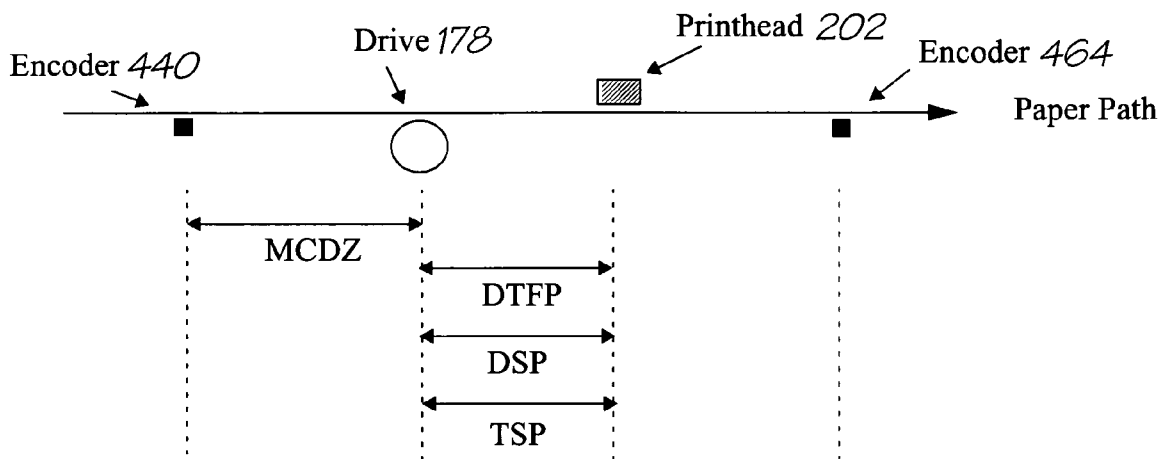 Printhead 202
Drive 178
Encoder 464
Encoder 440
Paper Path
MCDZ
DTFP
DSP
TSP